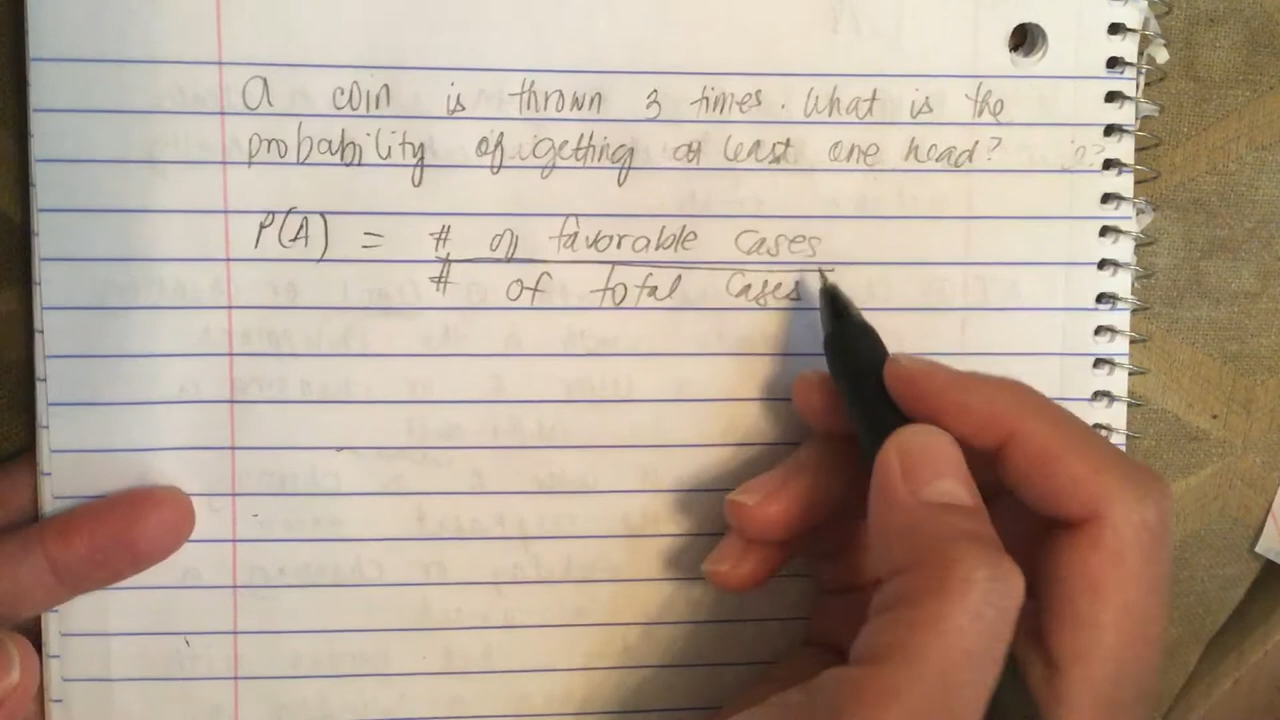 A coin is thrown 3 times. What is the
probability of getting at least one head?
P(A) = # of favorable cases
# of total cases